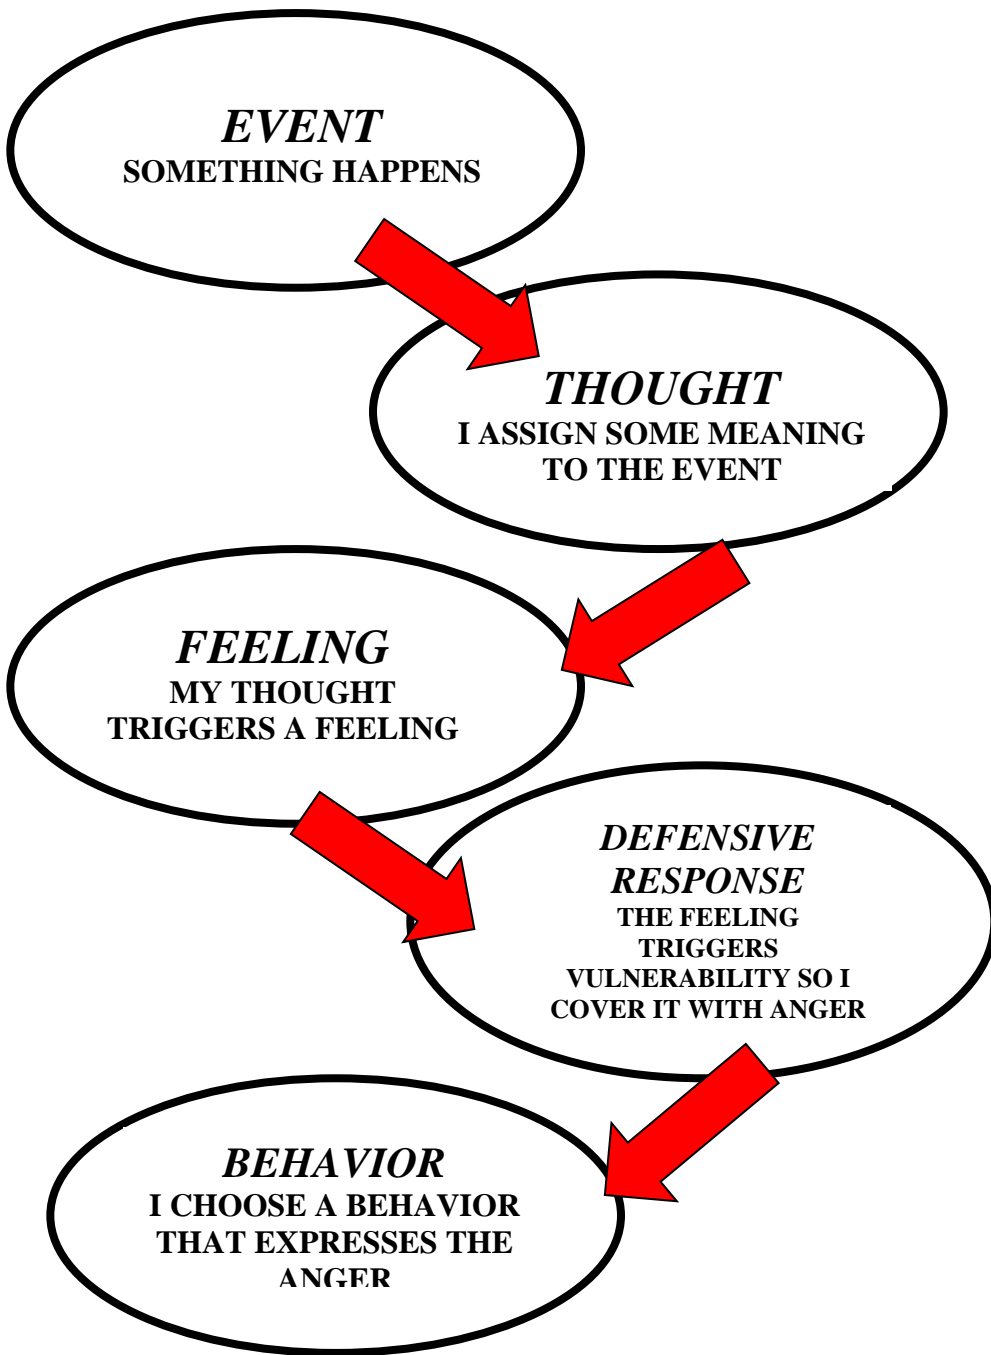 EVENT
SOMETHING HAPPENS
THOUGHT
I ASSIGN SOME MEANING
TO THE EVENT
FEELING
MY THOUGHT
TRIGGERS A FEELING
DEFENSIVE
RESPONSE
THE FEELING
TRIGGERS
VULNERABILITY SO I
COVER IT WITH ANGER
BEHAVIOR
I CHOOSE A BEHAVIOR
THAT EXPRESSES THE
ANGER